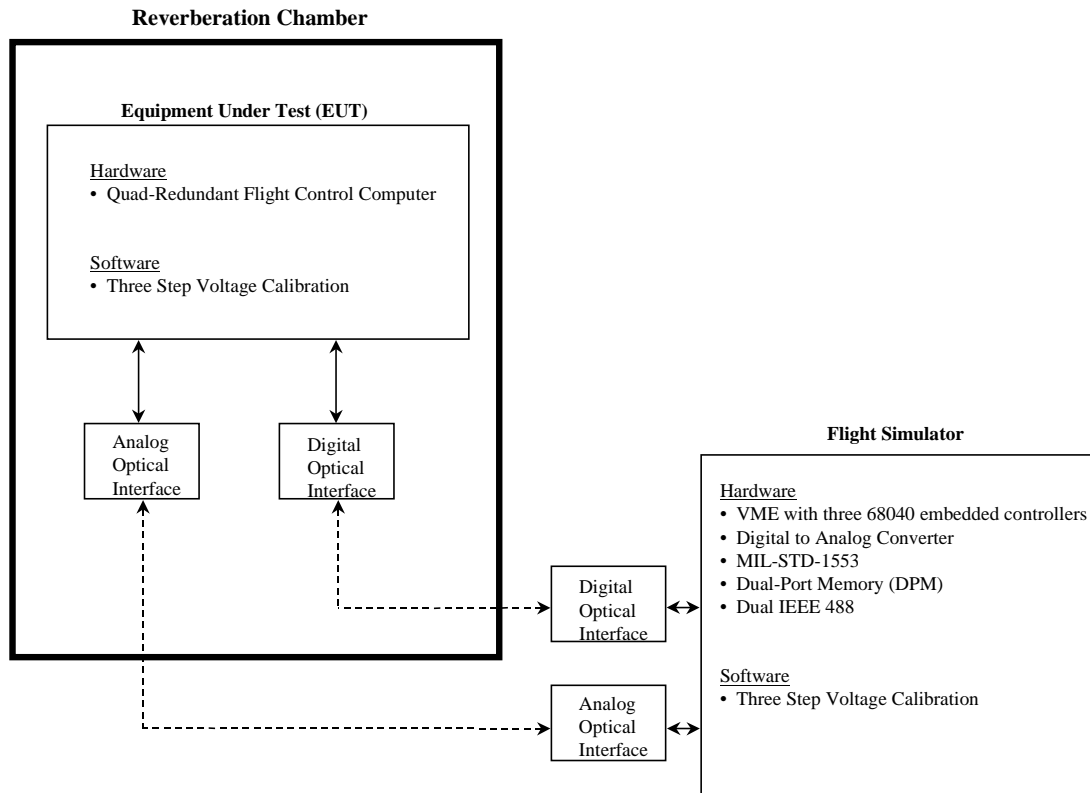 Reverberation Chamber
Equipment Under Test (EUT)
Hardware
• Quad-Redundant Flight Control Computer
Software
• Three Step Voltage Calibration
Analog
Optical
Interface
Digital
Optical
Interface
Flight Simulator
Hardware
• VME with three 68040 embedded controllers
• Digital to Analog Converter
• MIL-STD-1553
• Dual-Port Memory (DPM)
• Dual IEEE 488
Software
• Three Step Voltage Calibration
Digital
Optical
Interface
Analog
Optical
Interface